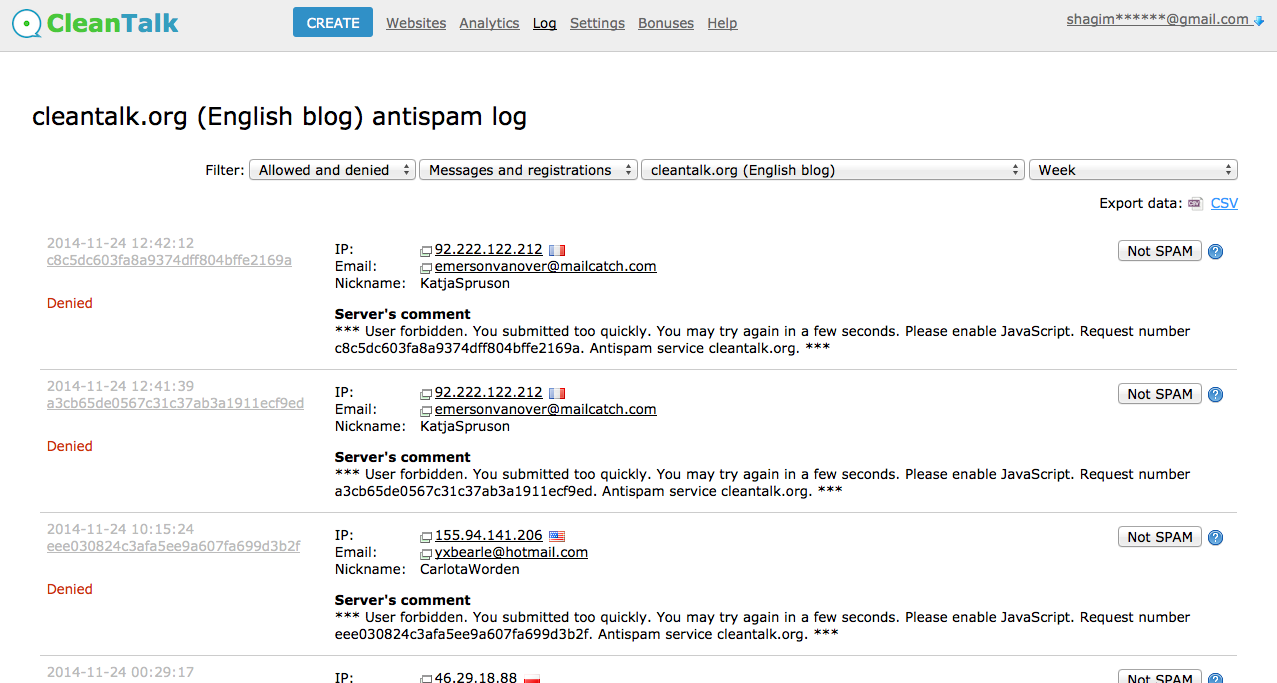 CleanTalk
CREATE Websites Analytics Log Settings Bonuses Help
shagim******@gmail.com
cleantalk.org (English blog) antispam log
Filter: Allowed and denied Messages and registrations cleantalk.org (English blog) Week
Export data: CSV CSV
2014-11-24 12:42:12
c8c5dc603fa8a9374dff804bffe2169a
Denied
IP: 92.222.122.212
Email: emersonvanover@mailcatch.com
Nickname: KatjaSpruson
Server's comment
*** User forbidden. You submitted too quickly. You may try again in a few seconds. Please enable JavaScript. Request number
c8c5dc603fa8a9374dff804bffe2169a. Antispam service cleantalk.org. ***
Not SPAM ?
2014-11-24 12:41:39
a3cb65de0567c31c37ab3a1911ecf9ed
Denied
IP: 92.222.122.212
Email: emersonvanover@mailcatch.com
Nickname: KatjaSpruson
Server's comment
*** User forbidden. You submitted too quickly. You may try again in a few seconds. Please enable JavaScript. Request number
a3cb65de0567c31c37ab3a1911ecf9ed. Antispam service cleantalk.org. ***
Not SPAM ?
2014-11-24 10:15:24
eee030824c3afa5ee9a607fa699d3b2f
Denied
IP: 155.94.141.206
Email: yxbearle@hotmail.com
Nickname: CarlotaWorden
Server's comment
*** User forbidden. You submitted too quickly. You may try again in a few seconds. Please enable JavaScript. Request number
eee030824c3afa5ee9a607fa699d3b2f. Antispam service cleantalk.org. ***
Not SPAM ?
2014-11-24 00:29:17
IP: 46.29.18.88
Not SPAM ?